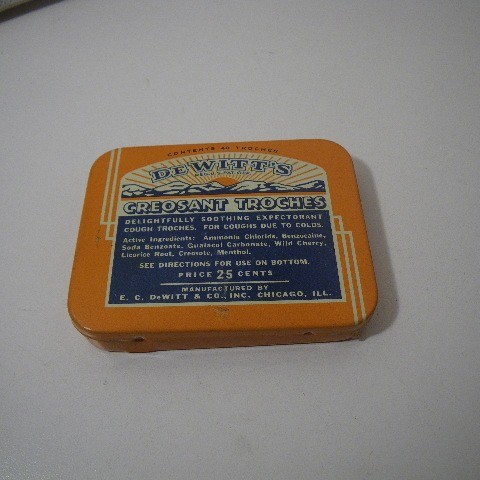 CONTENTS 40 TROCHES
DEWITT'S
CREOSANT TROCHES
DELIGHTFULLY SOOTHING EXPECTORANT
COUGH TROCHES. FOR COUGHS DUE TO COLDS.
Active Ingredients: Ammonia Chloride, Benzocaine,
Soda Benzoate, Guaiacol Carbonate, Wild Cherry,
Licorice Root, Creosote, Menthol.
SEE DIRECTIONS FOR USE ON BOTTOM.
PRICE 25 CENTS
MANUFACTURED BY
E. C. DeWITT & CO., INC. CHICAGO, ILL.